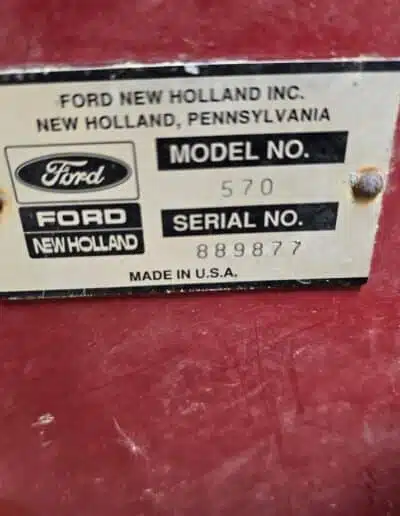 FORD NEW HOLLAND INC.
NEW HOLLAND, PENNSYLVANIA
Ford
FORD
NEW HOLLAND
MODEL NO.
570
SERIAL NO.
889877
MADE IN U.S.A.